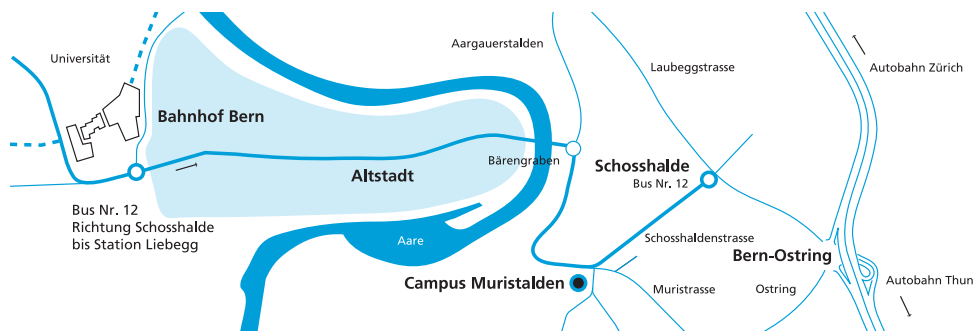 Universität
Bahnhof Bern
Bus Nr. 12
Richtung Schosshalde
bis Station Liebegg
Altstadt
Aare
Aargauerstalden
Bärengraben
Laubeggstrasse
Schosshalde
Bus Nr. 12
Schosshaldenstrasse
Campus Muristalden
Muristrasse
Bern-Ostring
Ostring
Autobahn Zürich
Autobahn Thun